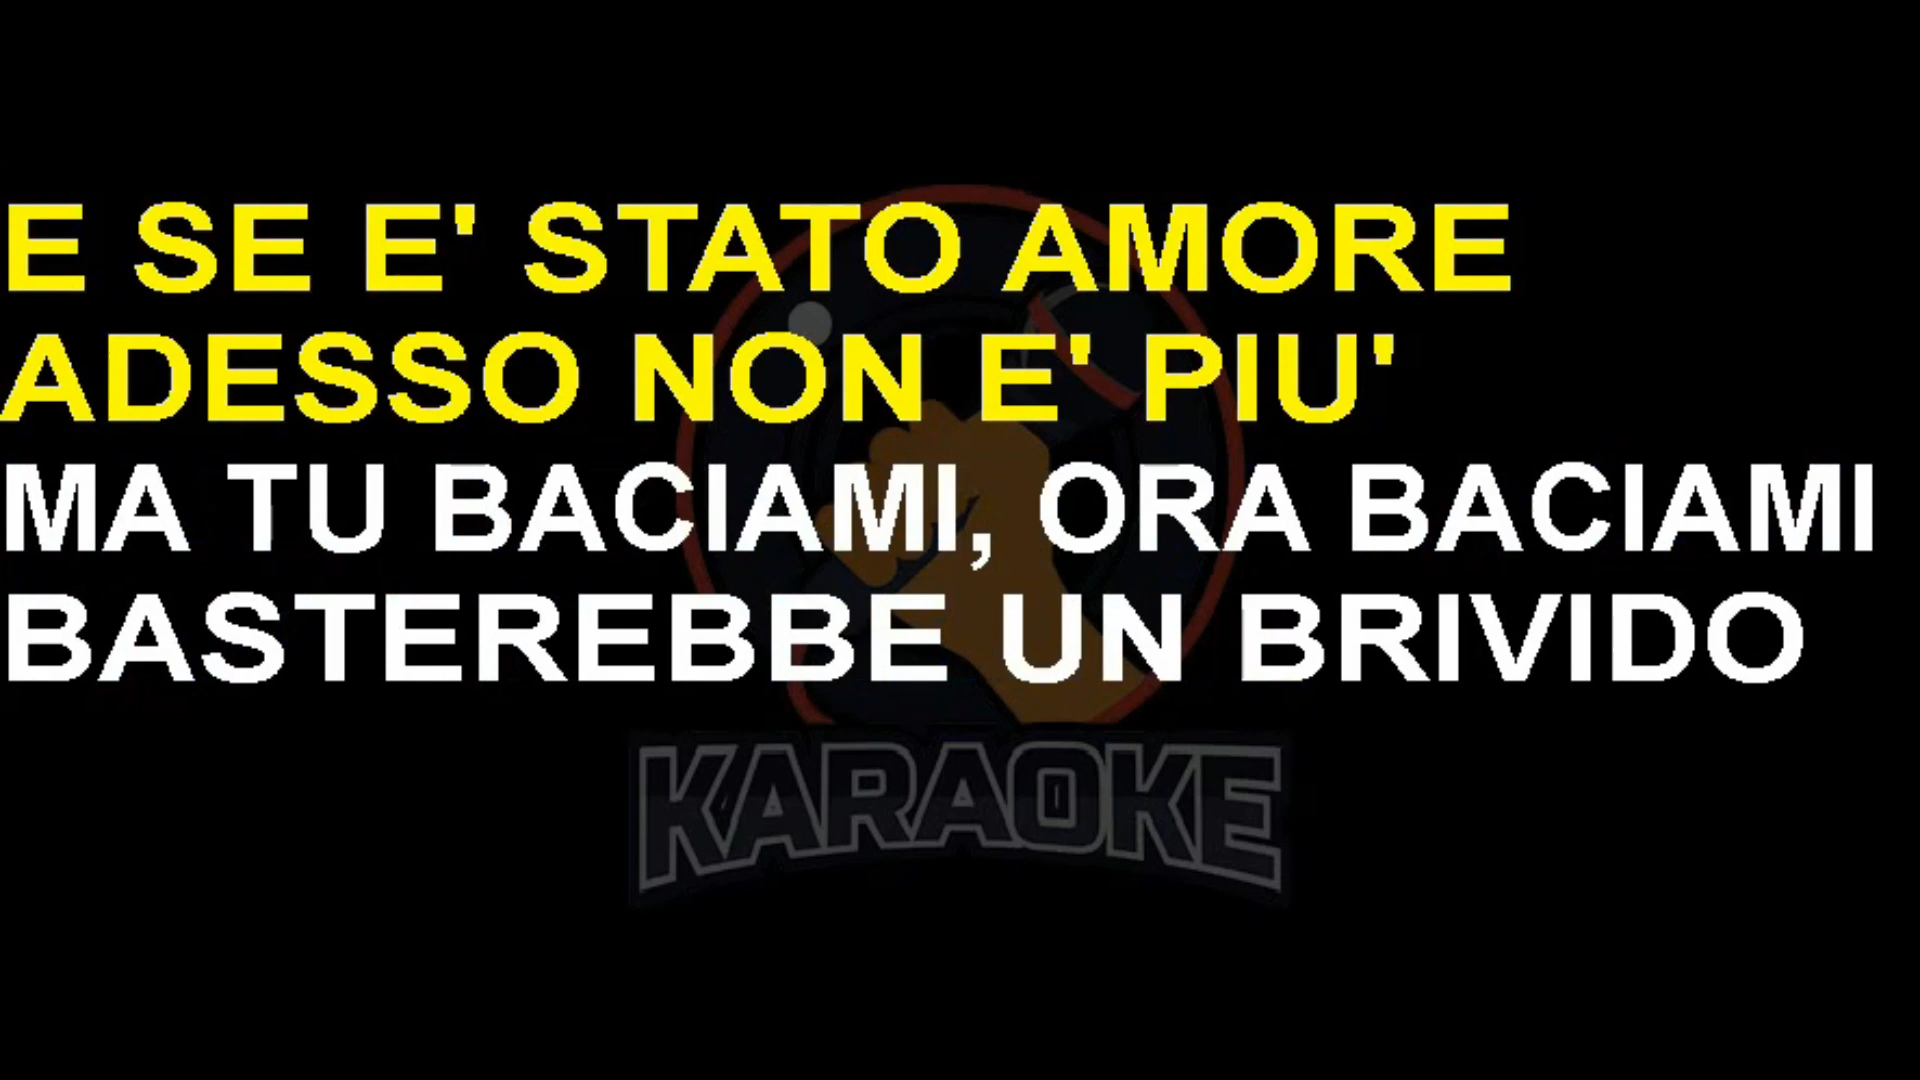 E SE E' STATO AMORE
ADESSO NON E' PIU'
MA TU BACIAMI, ORA BACIAMI
BASTEREBBE UN BRIVIDO
KARAOKE